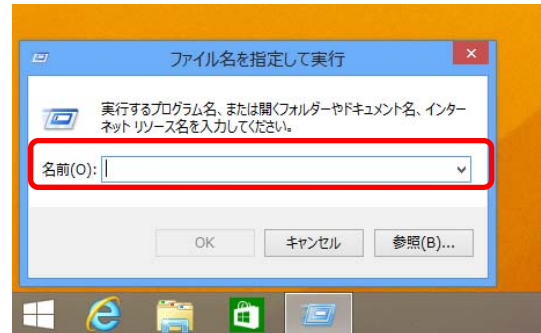 ファイル名を指定して実行
実行するプログラム名、または開くフォルダーやドキュメント名、インター
ネット リソース名を入力してください。
名前(O):
OK キャンセル 参照(B)...